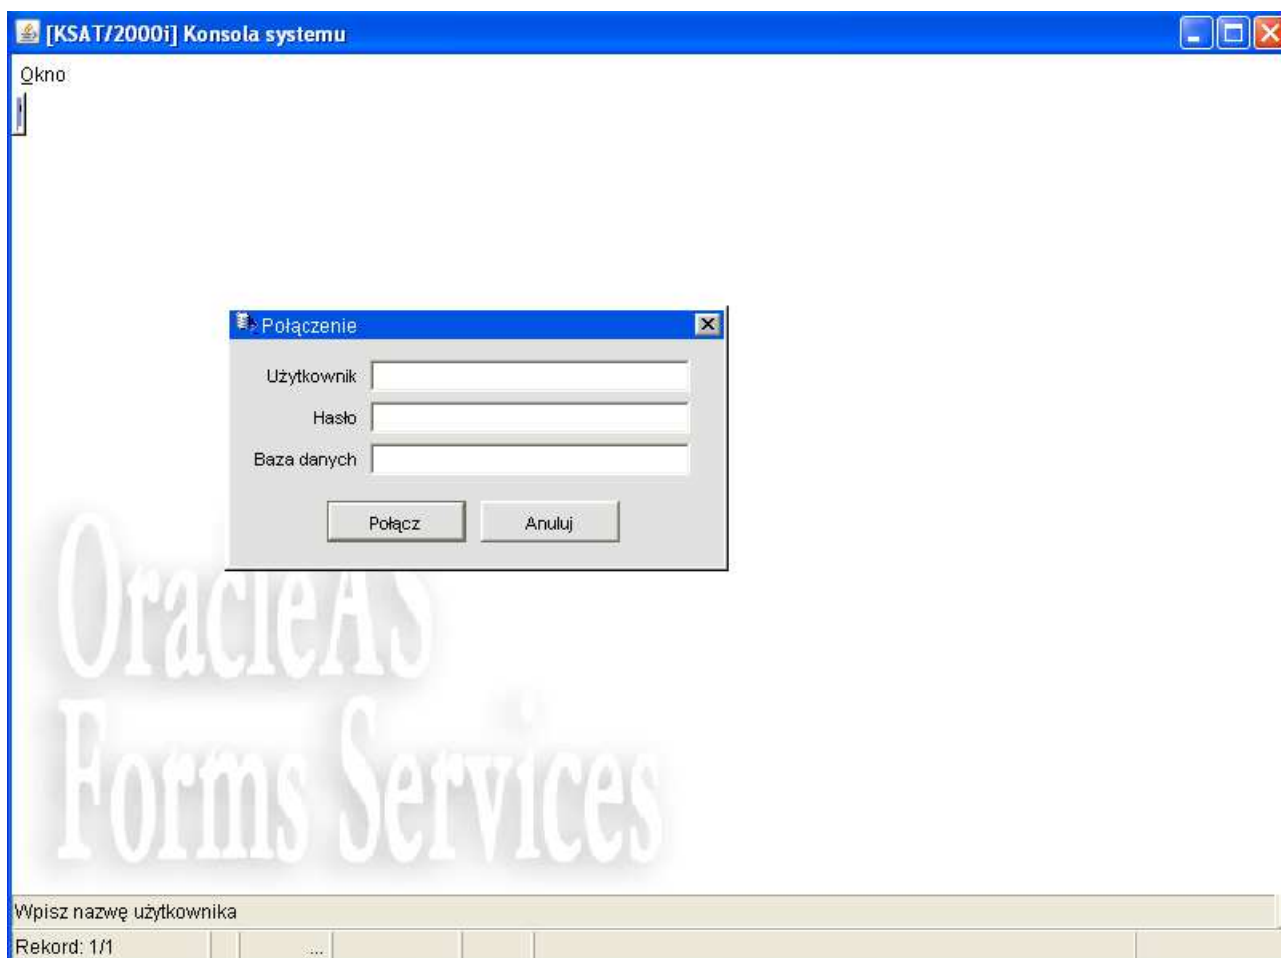 [KSAT/2000i] Konsola systemu
Okno
Połączenie
Użytkownik
Hasło
Baza danych
Połącz Anuluj
OracleAS
Forms Services
Wpisz nazwę użytkownika
Rekord: 1/1 ...